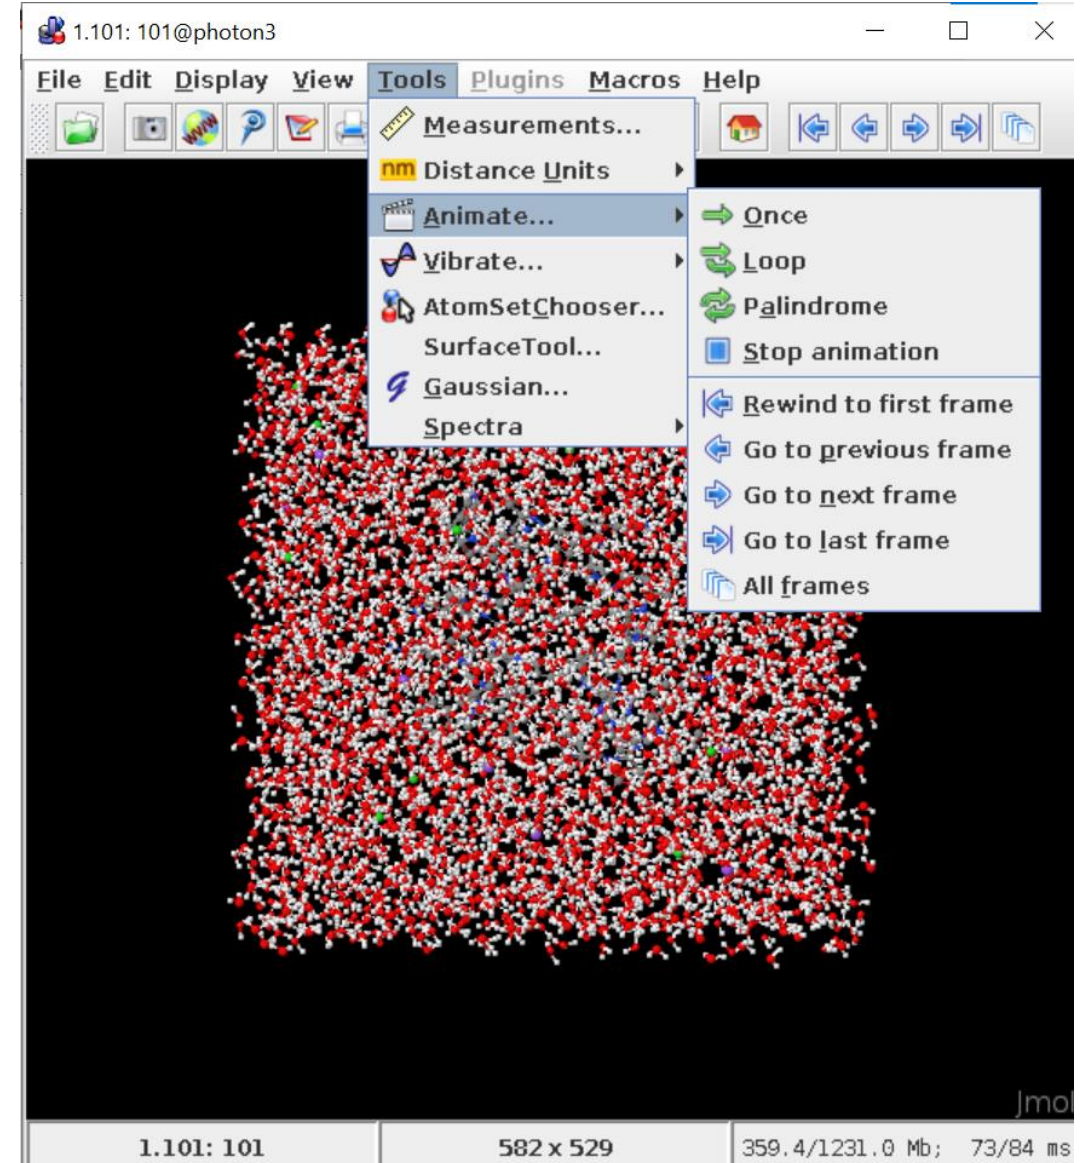 1.101: 101@photon3
File Edit Display View Tools Plugins Macros Help
WWW
Measurements...
nm Distance Units
Animate...
Vibrate...
AtomSetChooser...
SurfaceTool...
Gaussian...
Spectra
Once
Loop
Palindrome
Stop animation
Rewind to first frame
Go to previous frame
Go to next frame
Go to last frame
All frames
Jmol
1.101: 101 582 x 529 359.4/1231.0 Mb; 73/84 ms